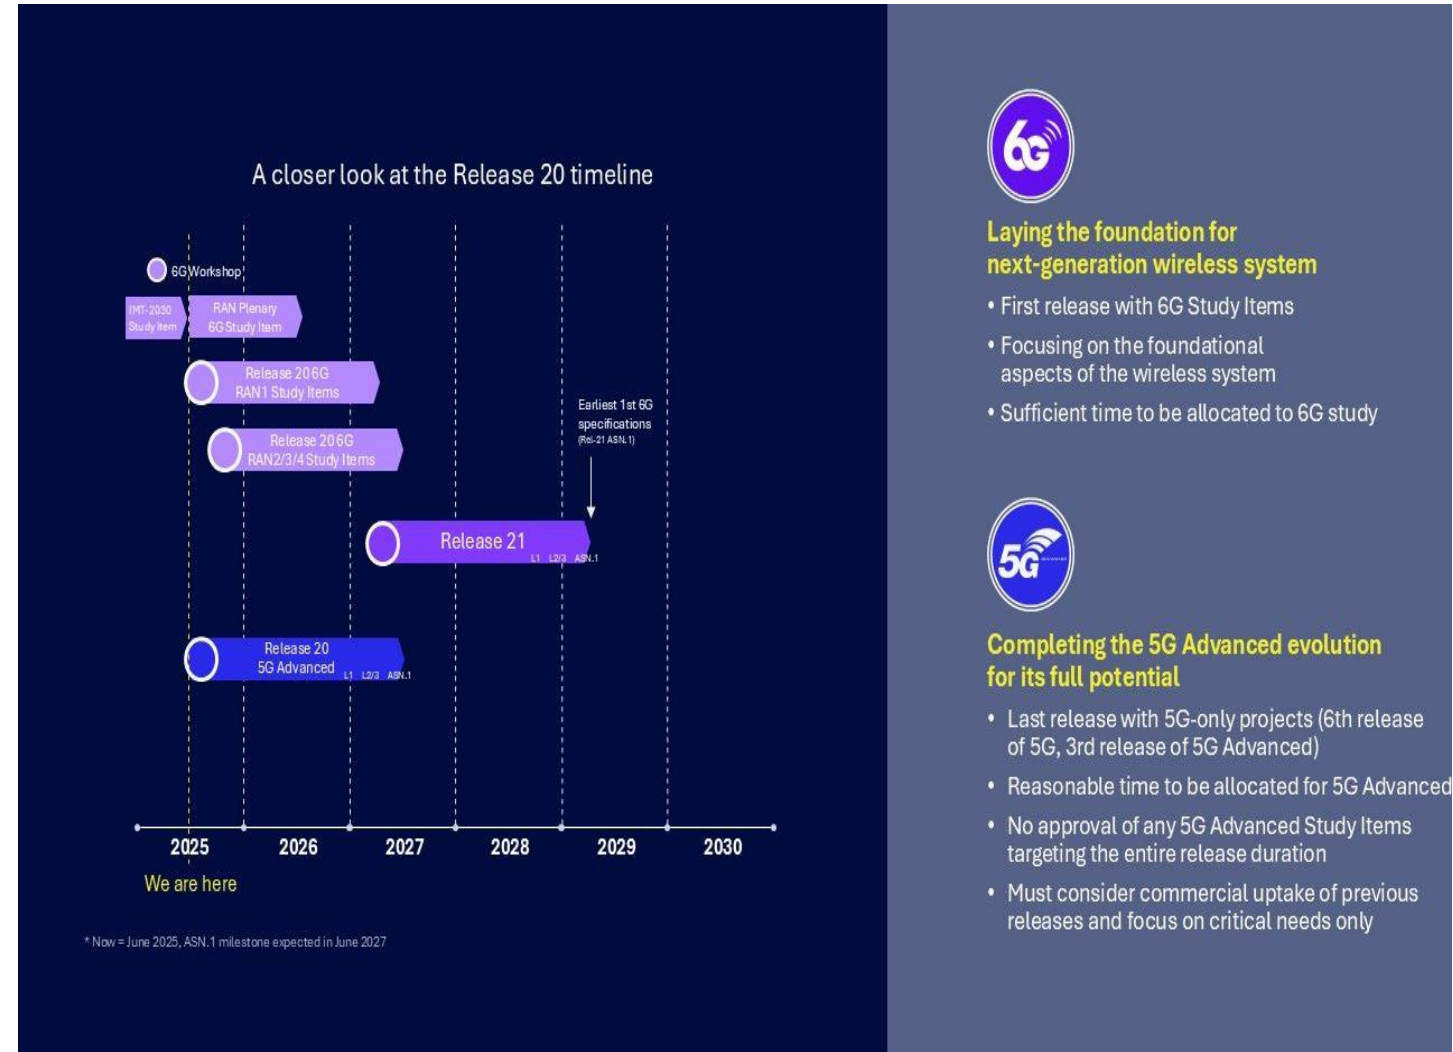 A closer look at the Release 20 timeline
6G Workshop
IMT-2030
Study Item
RAN Plenary
6G Study Item
Release 20 6G
RAN1 Study Items
Release 20 6G
RAN2/3/4 Study Items
Earliest 1st 6G
specifications
(Rel-21 ASN.1)
Release 21
L1 L2/3 ASN.1
Release 20
5G Advanced
L1 L2/3 ASN.1
2025 2026 2027 2028 2029 2030
We are here
* Now = June 2025, ASN.1 milestone expected in June 2027
6G
Laying the foundation for
next-generation wireless system
• First release with 6G Study Items
• Focusing on the foundational
aspects of the wireless system
• Sufficient time to be allocated to 6G study
5G
Completing the 5G Advanced evolution
for its full potential
• Last release with 5G-only projects (6th release
of 5G, 3rd release of 5G Advanced)
• Reasonable time to be allocated for 5G Advanced
• No approval of any 5G Advanced Study Items
targeting the entire release duration
• Must consider commercial uptake of previous
releases and focus on critical needs only